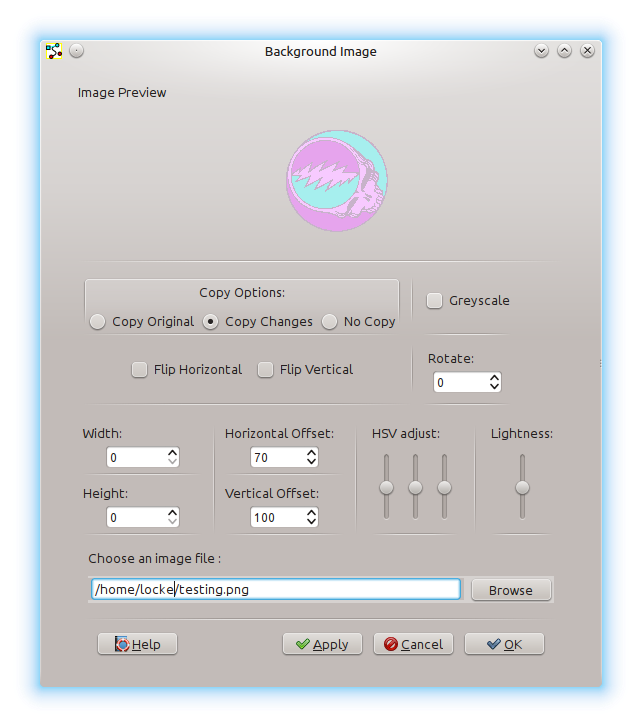 Background Image
Image Preview
Copy Options:
Copy Original Copy Changes No Copy
Greyscale
Flip Horizontal Flip Vertical
Rotate:
0
Width: Horizontal Offset: HSV adjust: Lightness:
0 70
Height: Vertical Offset:
0 100
Choose an image file :
/home/locke/testing.png Browse
Help Apply Cancel OK